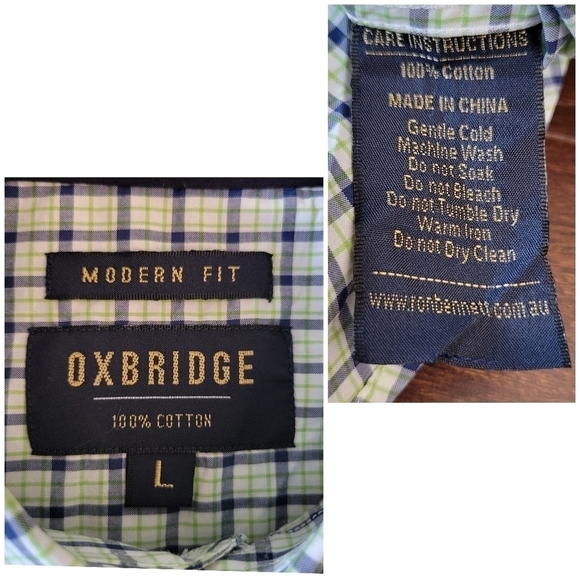 CARE INSTRUCTIONS
100% Cotton
MADE IN CHINA
Gentle Cold
Machine Wash
Do not Soak
Do not Bleach
Do not Tumble Dry
Warm Iron
Do not Dry Clean
www.ronbennett.com.au
MODERN FIT
OXBRIDGE
100% COTTON
L